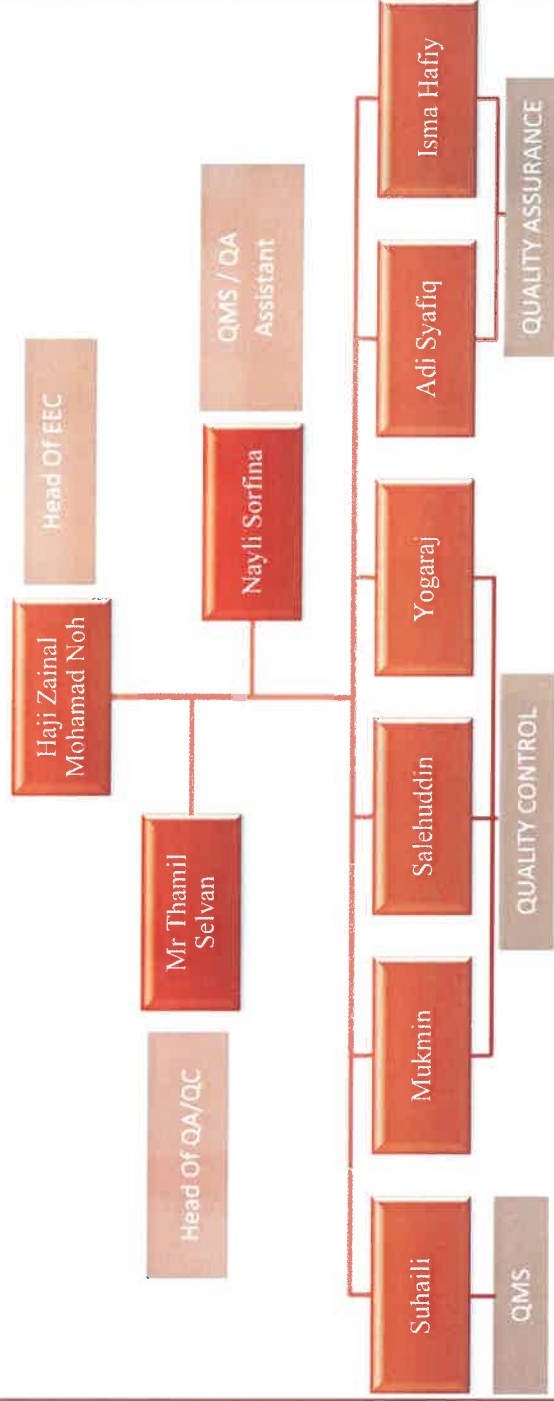 Head Of EEC
Haji Zainal
Mohamad Noh
Head Of QA/QC
Mr Thamil
Selvan
Nayli Sorfina
QMS / QA
Assistant
Suhaili
Mukmin
Salehuddin
Yogaraj
Adi Syafiq
Isma Hafiy
QMS
QUALITY CONTROL
QUALITY ASSURANCE